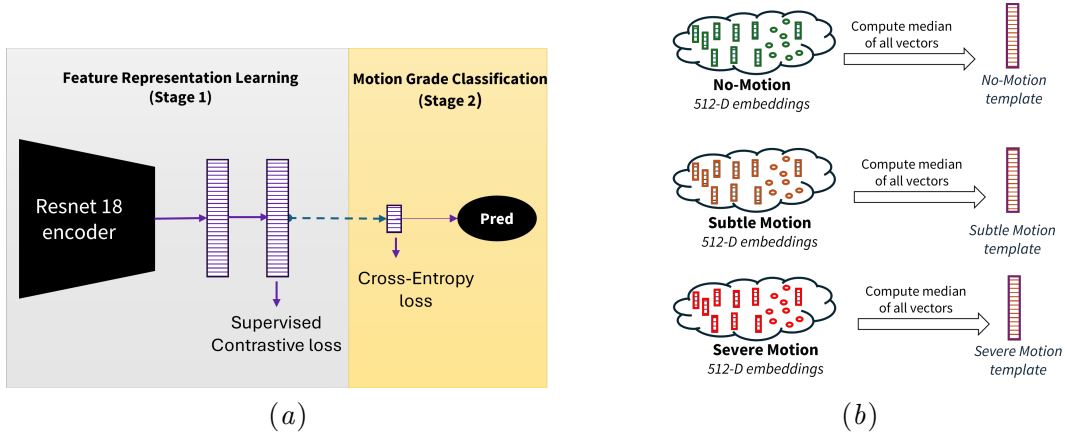 Feature Representation Learning
(Stage 1)
Motion Grade Classification
(Stage 2)
Resnet 18
encoder
Pred
Cross-Entropy
loss
Supervised
Contrastive loss
(a)
No-Motion
512-D embeddings
Compute median
of all vectors
No-Motion
template
Subtle Motion
512-D embeddings
Compute median
of all vectors
Subtle Motion
template
Severe Motion
512-D embeddings
Compute median
of all vectors
Severe Motion
template
(b)